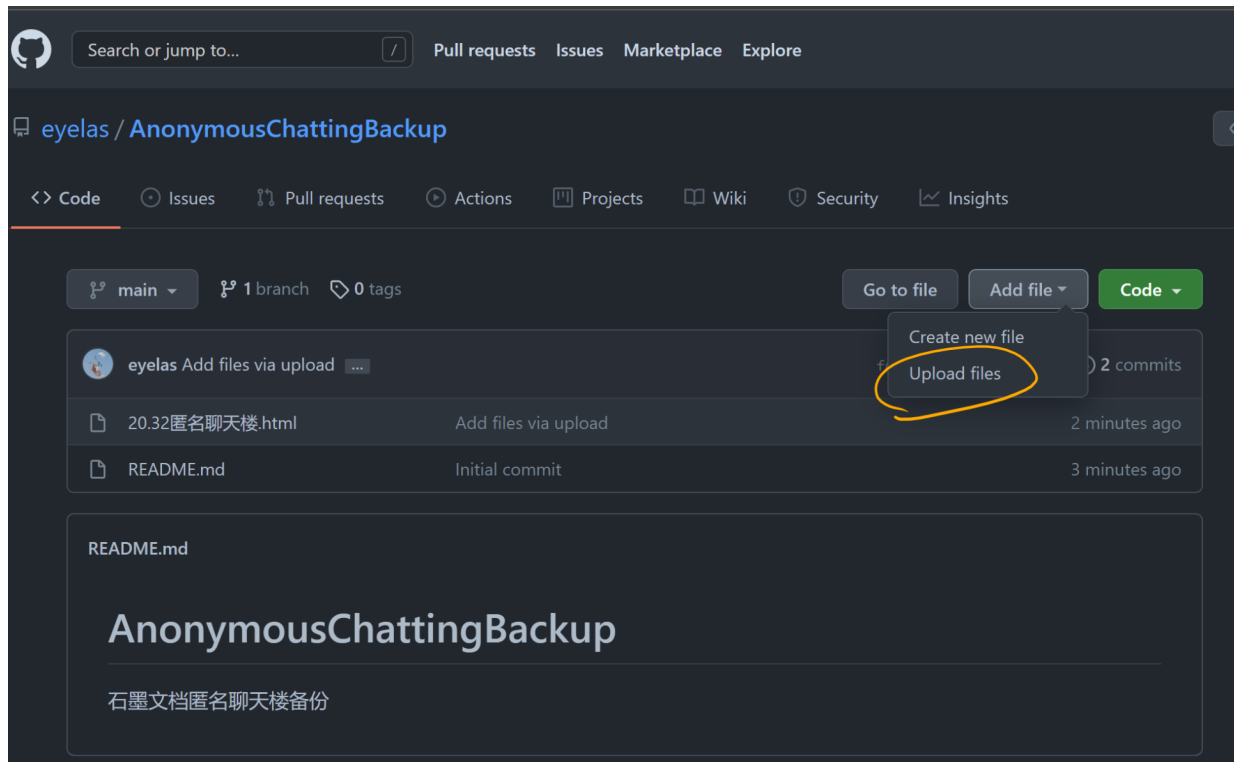 Search or jump to... / Pull requests Issues Marketplace Explore
eyelas / AnonymousChattingBackup
<> Code Issues Pull requests Actions Projects Wiki Security Insights
main 1 branch 0 tags Go to file Add file Code
Create new file
eyelas Add files via upload ... 2 commits
Upload files
20.32匿名聊天楼.html Add files via upload 2 minutes ago
README.md Initial commit 3 minutes ago
README.md
AnonymousChattingBackup
石墨文档匿名聊天楼备份